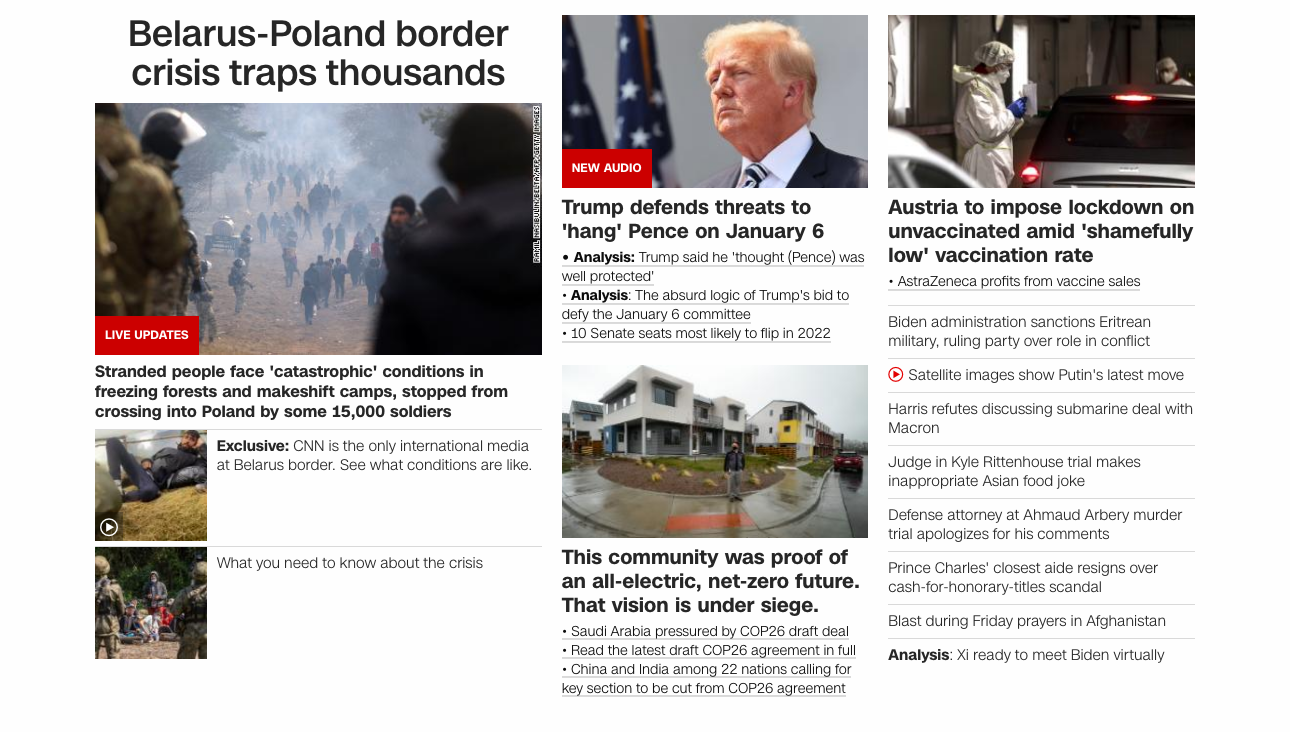 Belarus-Poland border
crisis traps thousands
RAMIL NASIBULIN/BELTA/AFP/GETTY IMAGES
LIVE UPDATES
Stranded people face 'catastrophic' conditions in
freezing forests and makeshift camps, stopped from
crossing into Poland by some 15,000 soldiers
Exclusive: CNN is the only international media
at Belarus border. See what conditions are like.
What you need to know about the crisis
NEW AUDIO
Trump defends threats to
'hang' Pence on January 6
• Analysis: Trump said he 'thought (Pence) was
well protected'
• Analysis: The absurd logic of Trump's bid to
defy the January 6 committee
• 10 Senate seats most likely to flip in 2022
This community was proof of
an all-electric, net-zero future.
That vision is under siege.
• Saudi Arabia pressured by COP26 draft deal
• Read the latest draft COP26 agreement in full
• China and India among 22 nations calling for
key section to be cut from COP26 agreement
Austria to impose lockdown on
unvaccinated amid 'shamefully
low' vaccination rate
• AstraZeneca profits from vaccine sales
Biden administration sanctions Eritrean
military, ruling party over role in conflict
Satellite images show Putin's latest move
Harris refutes discussing submarine deal with
Macron
Judge in Kyle Rittenhouse trial makes
inappropriate Asian food joke
Defense attorney at Ahmaud Arbery murder
trial apologizes for his comments
Prince Charles' closest aide resigns over
cash-for-honorary-titles scandal
Blast during Friday prayers in Afghanistan
Analysis: Xi ready to meet Biden virtually